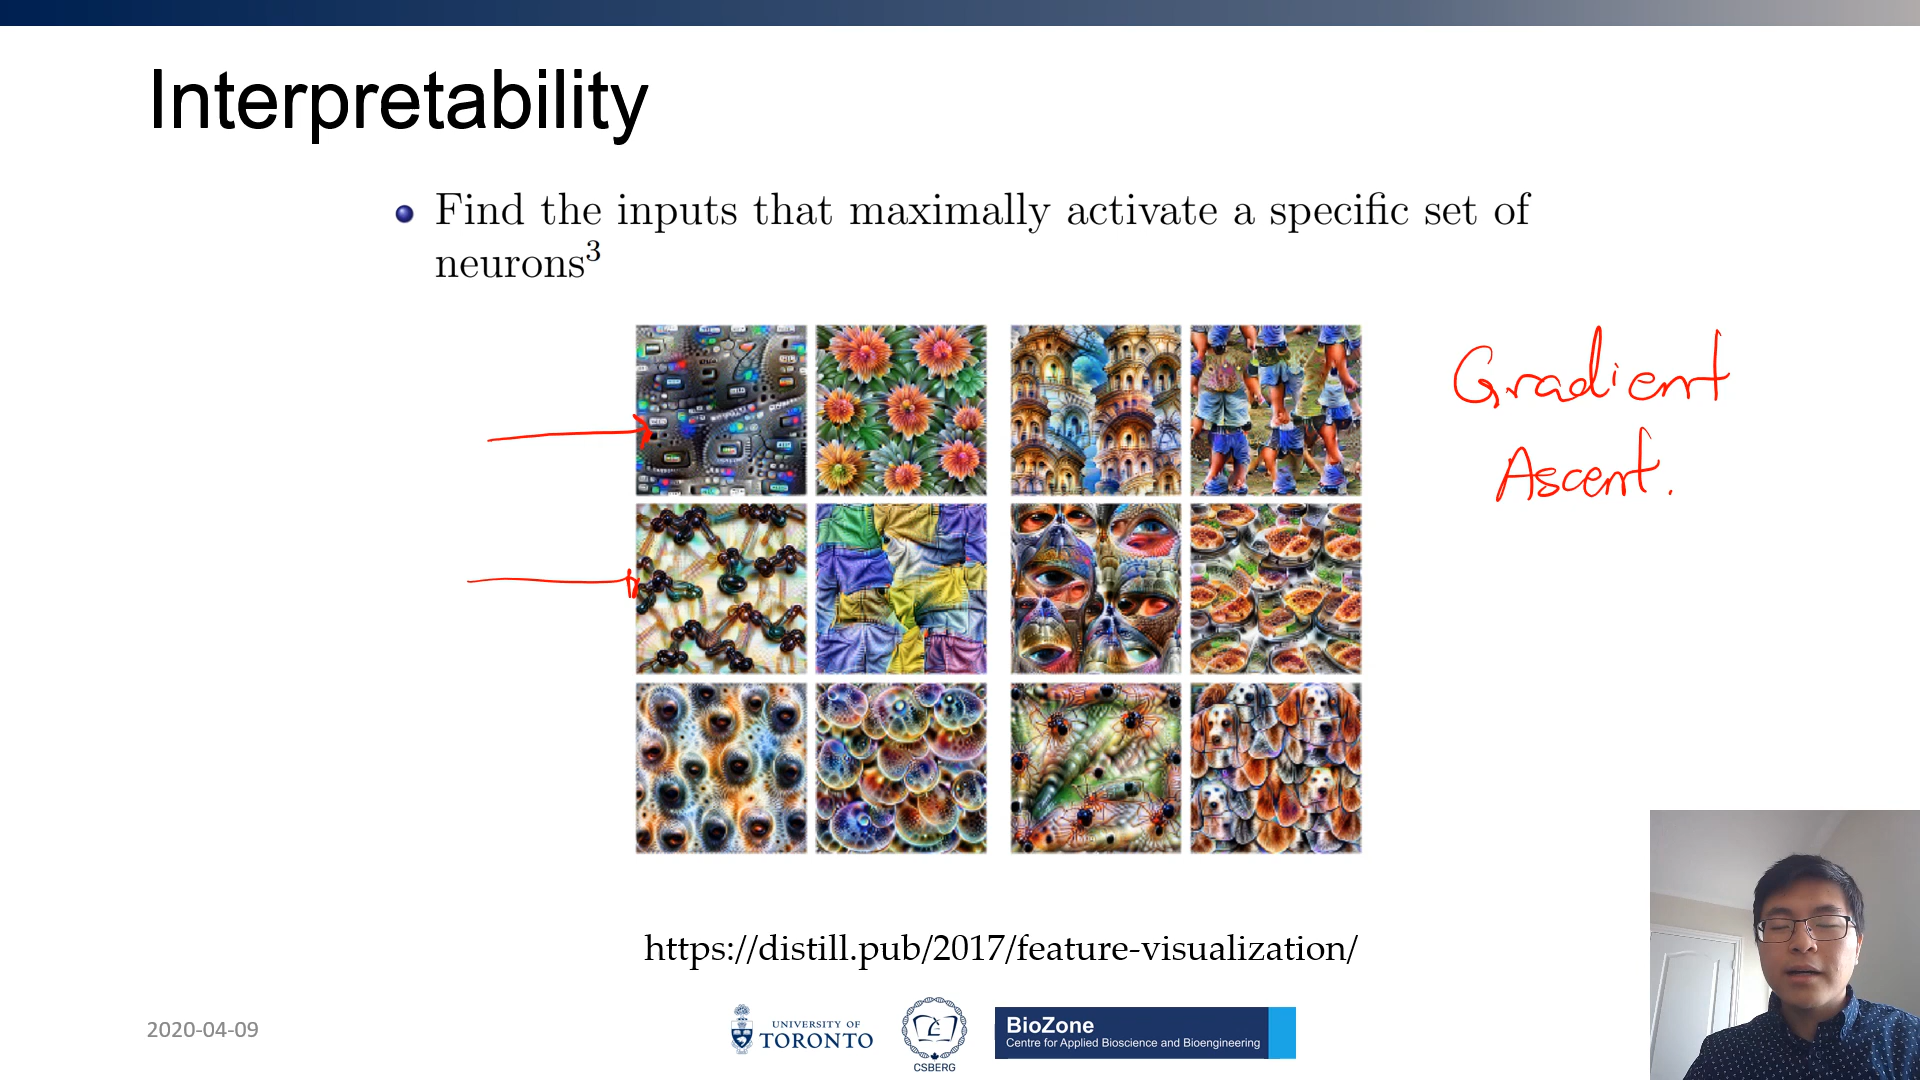 Interpretability
Find the inputs that maximally activate a specific set of
neurons³
Gradient
Ascent.
https://distill.pub/2017/feature-visualization/
2020-04-09
UNIVERSITY OF
TORONTO
CSBERG
BioZone
Centre for Applied Bioscience and Bioengineering